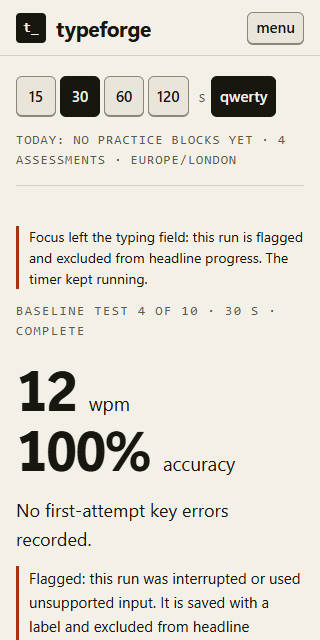 t_ typeforge menu
15 30 60 120 s qwerty
TODAY: NO PRACTICE BLOCKS YET · 4
ASSESSMENTS · EUROPE/LONDON
Focus left the typing field: this run is flagged
and excluded from headline progress. The
timer kept running.
BASELINE TEST 4 OF 10 · 30 S ·
COMPLETE
12 wpm
100% accuracy
No first-attempt key errors
recorded.
Flagged: this run was interrupted or used
unsupported input. It is saved with a
label and excluded from headline